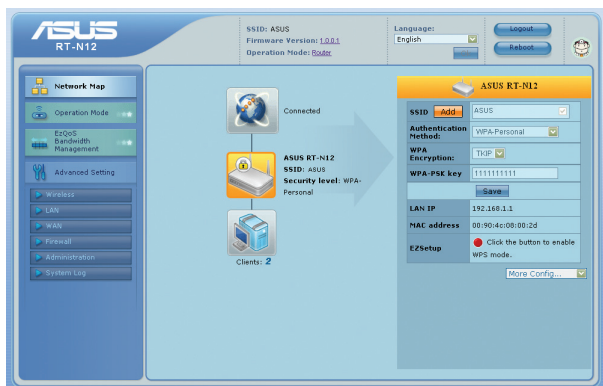 ASUS
RT-N12
SSID: ASUS
Firmware Version: 1.0.0.1
Operation Mode: Router
Language:
English
Logout
Reboot
Network Map
Operation Mode
EzQoS
Bandwidth
Management
Advanced Setting
Wireless
LAN
WAN
Firewall
Administration
System Log
Connected
ASUS RT-N12
SSID: ASUS
Security level: WPA-
Personal
Clients: 2
ASUS RT-N12
SSID Add ASUS
Authentication
Method: WPA-Personal
WPA
Encryption: TKIP
WPA-PSK key 1111111111
Save
LAN IP 192.168.1.1
MAC address 00:90:4c:08:00:2d
EZSetup Click the button to enable
WPS mode.
More Config...